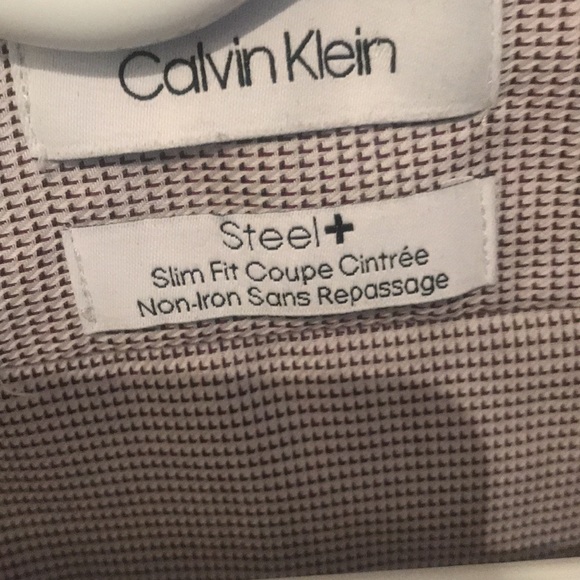 Calvin Klein
Steel+
Slim Fit Coupe Cintrée
Non-Iron Sans Repassage